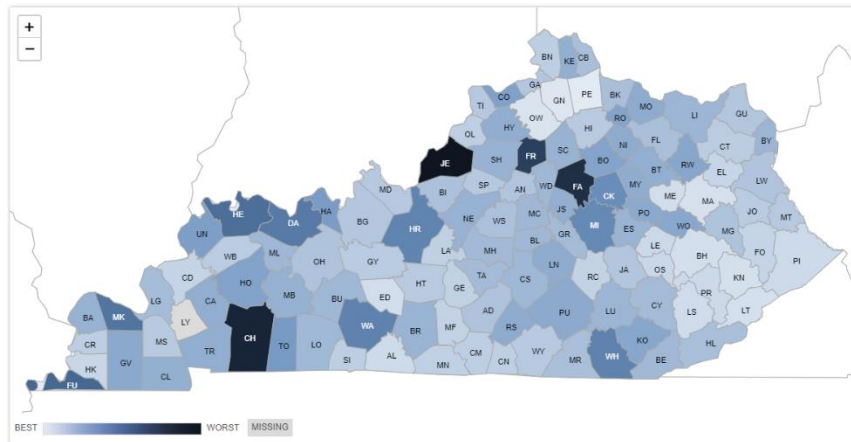 +
−
BN KE CB
GA
TI CO GN PE BK
OW RO MO LI GU
OL HY HI
JE SH FR SC NI FL CT BY
BO RW
MD BI SP AN WD FA CK BT EL LW
HE DA HA MY ME MA
BG HR NE WS MC JS MI PO WO JO MT
UN GR ES MG
WB ML OH GY LA MH BL LE BH FO PI
CD LN RC JA OS KN
HO HT TA
LG CA MB BU ED GE CS PR
BA MK LY AD PU LU CY LS LT
CH WA BR MF RS
CR MS TR TO LO KO HL
HK GV SI AL MN CM CN WY MR WH BE
FU CL
BEST WORST MISSING